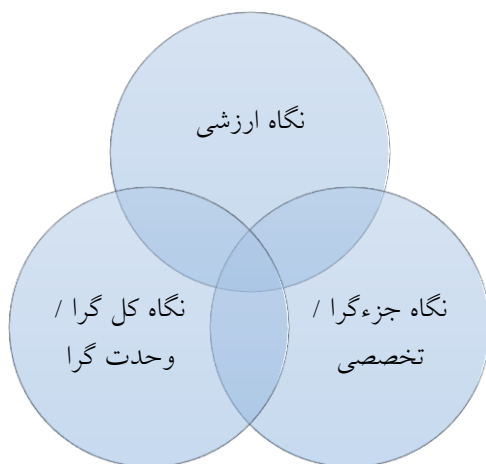 نگاه ارزشی
نگاه جزءگرا /
تخصصی
نگاه کل گرا /
وحدت گرا